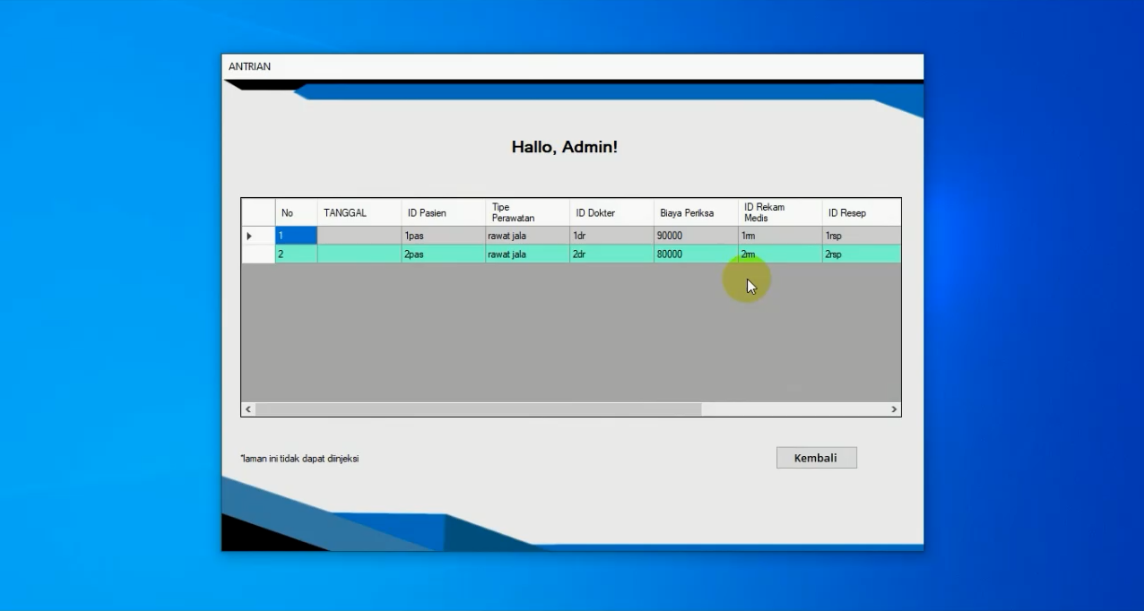 ANTRIAN
Hallo, Admin!
No TANGGAL ID Pasien Tipe Perawatan ID Dokter Biaya Periksa ID Rekam Medis ID Resep
1 1pas rawat jala 1dr 90000 1rm 1rsp
2 2pas rawat jala 2dr 80000 2rm 2rsp
*laman ini tidak dapat diinjeksi
Kembali